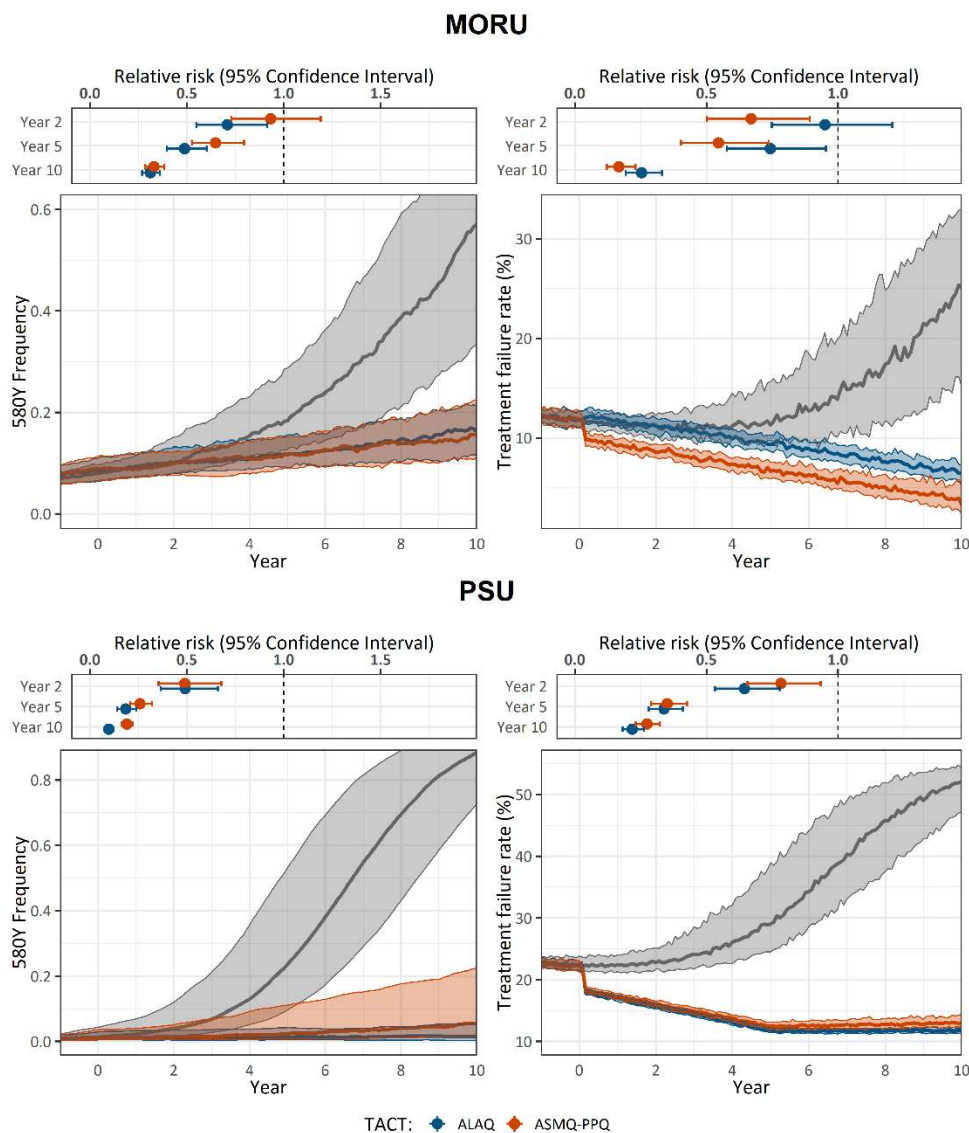 MORU
Relative risk (95% Confidence Interval)
0.0 0.5 1.0 1.5
Year 2
Year 5
Year 10
0.6
0.4
0.2
0.0
580Y Frequency
0 2 4 6 8 10
Year
Relative risk (95% Confidence Interval)
0.0 0.5 1.0
Year 2
Year 5
Year 10
30
20
10
Treatment failure rate (%)
0 2 4 6 8 10
Year
PSU
Relative risk (95% Confidence Interval)
0.0 0.5 1.0 1.5
Year 2
Year 5
Year 10
0.8
0.6
0.4
0.2
0.0
580Y Frequency
0 2 4 6 8 10
Year
Relative risk (95% Confidence Interval)
0.0 0.5 1.0
Year 2
Year 5
Year 10
50
40
30
20
10
Treatment failure rate (%)
0 2 4 6 8 10
Year
TACT: ALAQ ASMQ-PPQ